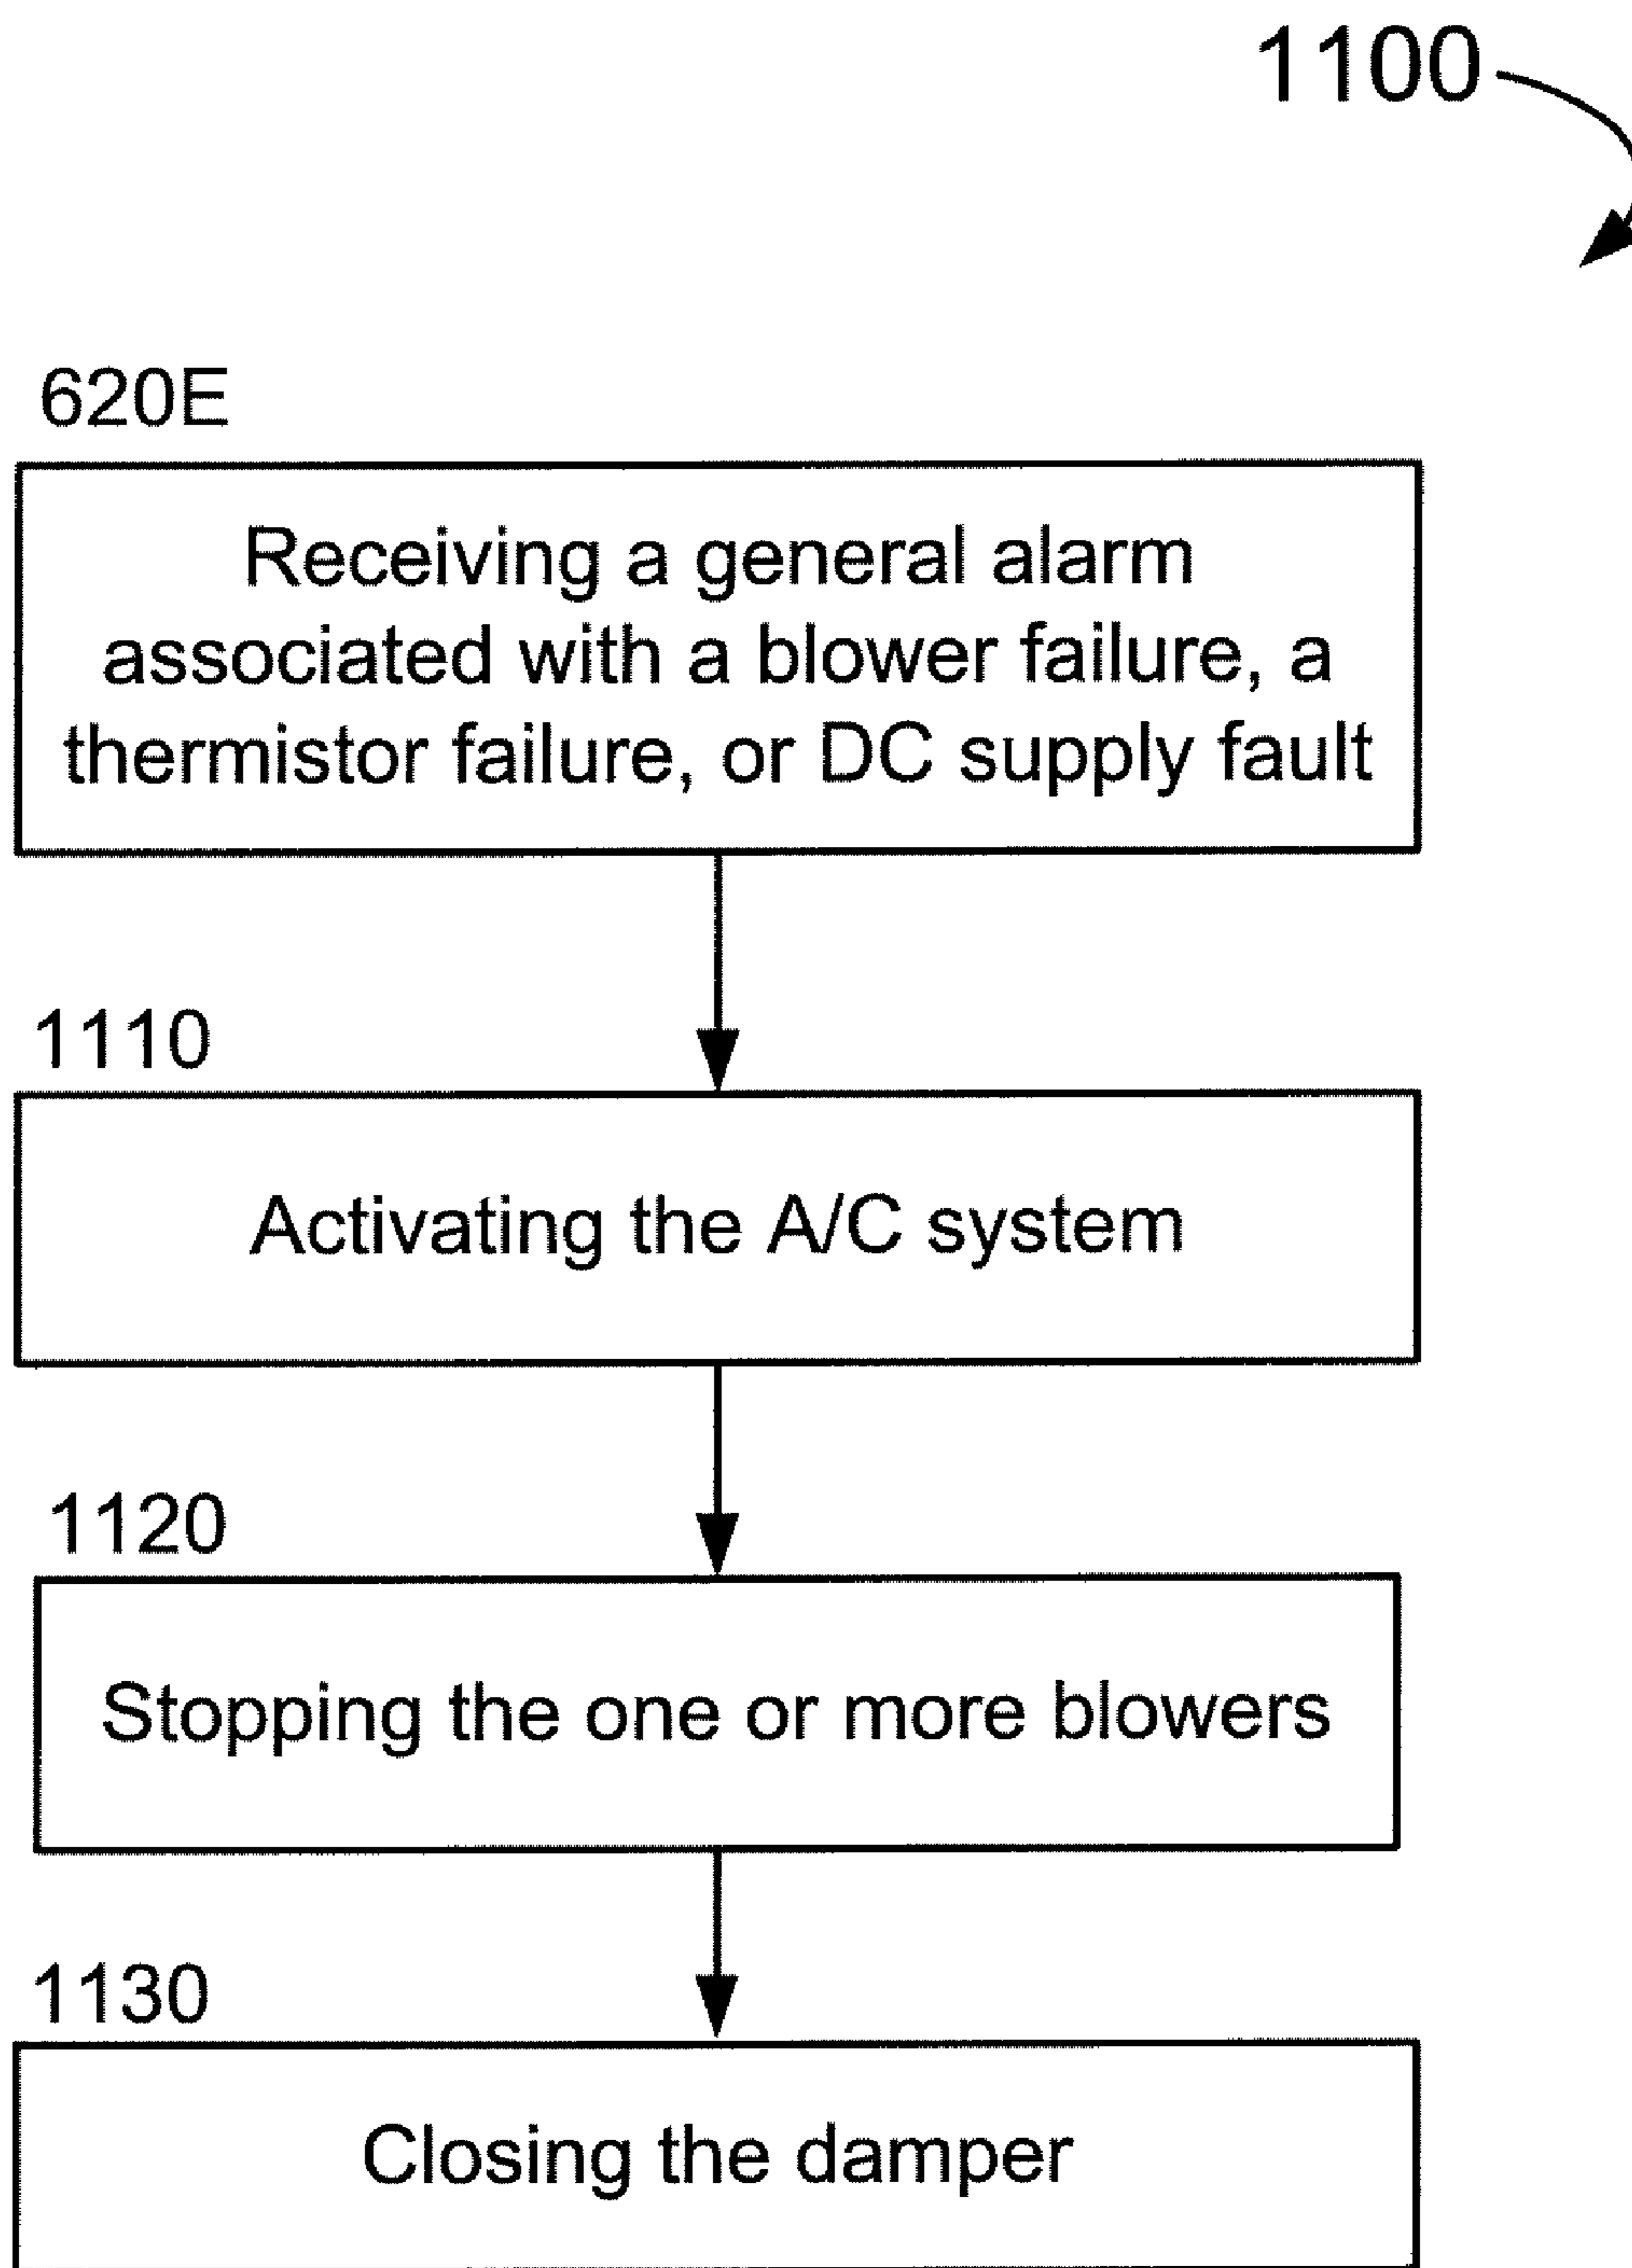 1100
620E
Receiving a general alarm
associated with a blower failure, a
thermistor failure, or DC supply fault
1110
Activating the A/C system
1120
Stopping the one or more blowers
1130
Closing the damper